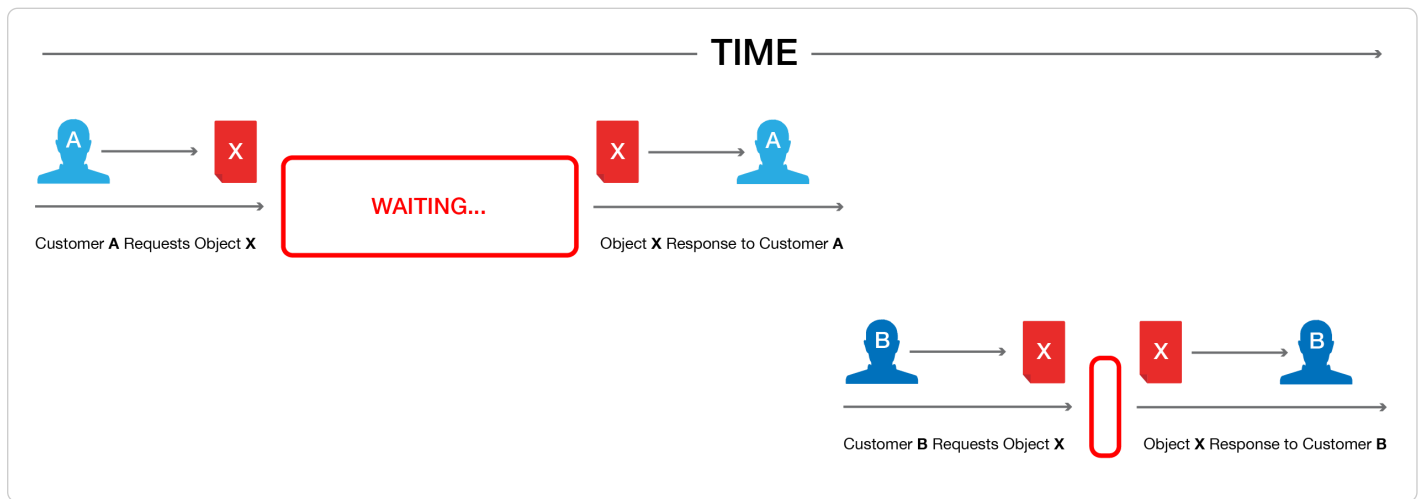 TIME
A
X
X
A
WAITING...
Customer A Requests Object X
Object X Response to Customer A
B
X
X
B
Customer B Requests Object X
Object X Response to Customer B